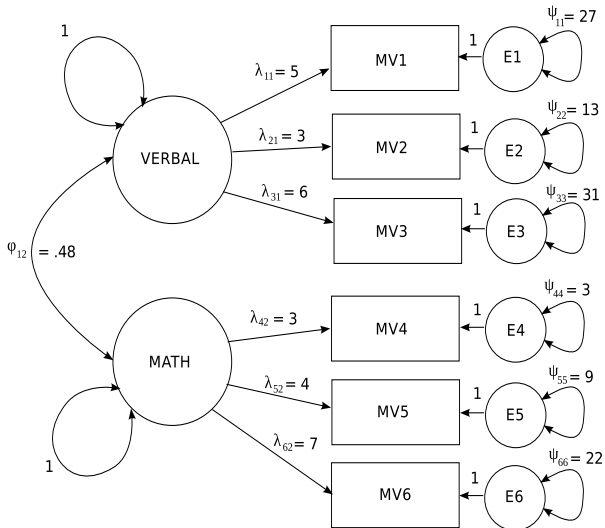 1
ψ11= 27
λ11= 5
MV1
1
E1
VERBAL
λ21= 3
MV2
1
E2
ψ22= 13
λ31= 6
MV3
1
E3
ψ33= 31
φ12 = .48
MATH
1
λ42= 3
MV4
1
E4
ψ44= 3
λ52= 4
MV5
1
E5
ψ55= 9
λ62= 7
MV6
1
E6
ψ66= 22